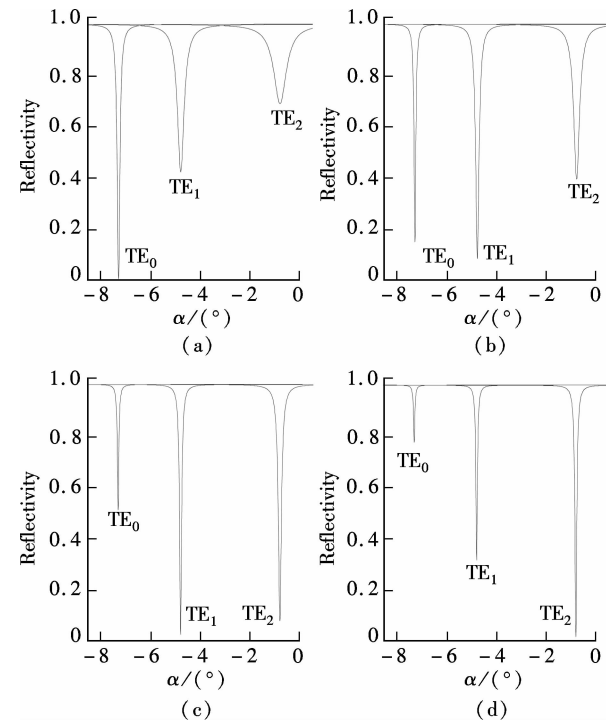 1.0
0.8
0.6
0.4
0.2
0
Reflectivity
TE₀
TE₁
TE₂
−8 −6 −4 −2 0
α/(°)
(a)
1.0
0.8
0.6
0.4
0.2
0
Reflectivity
TE₀
TE₁
TE₂
−8 −6 −4 −2 0
α/(°)
(b)
1.0
0.8
0.6
0.4
0.2
0
Reflectivity
TE₀
TE₁
TE₂
−8 −6 −4 −2 0
α/(°)
(c)
1.0
0.8
0.6
0.4
0.2
0
Reflectivity
TE₀
TE₁
TE₂
−8 −6 −4 −2 0
α/(°)
(d)